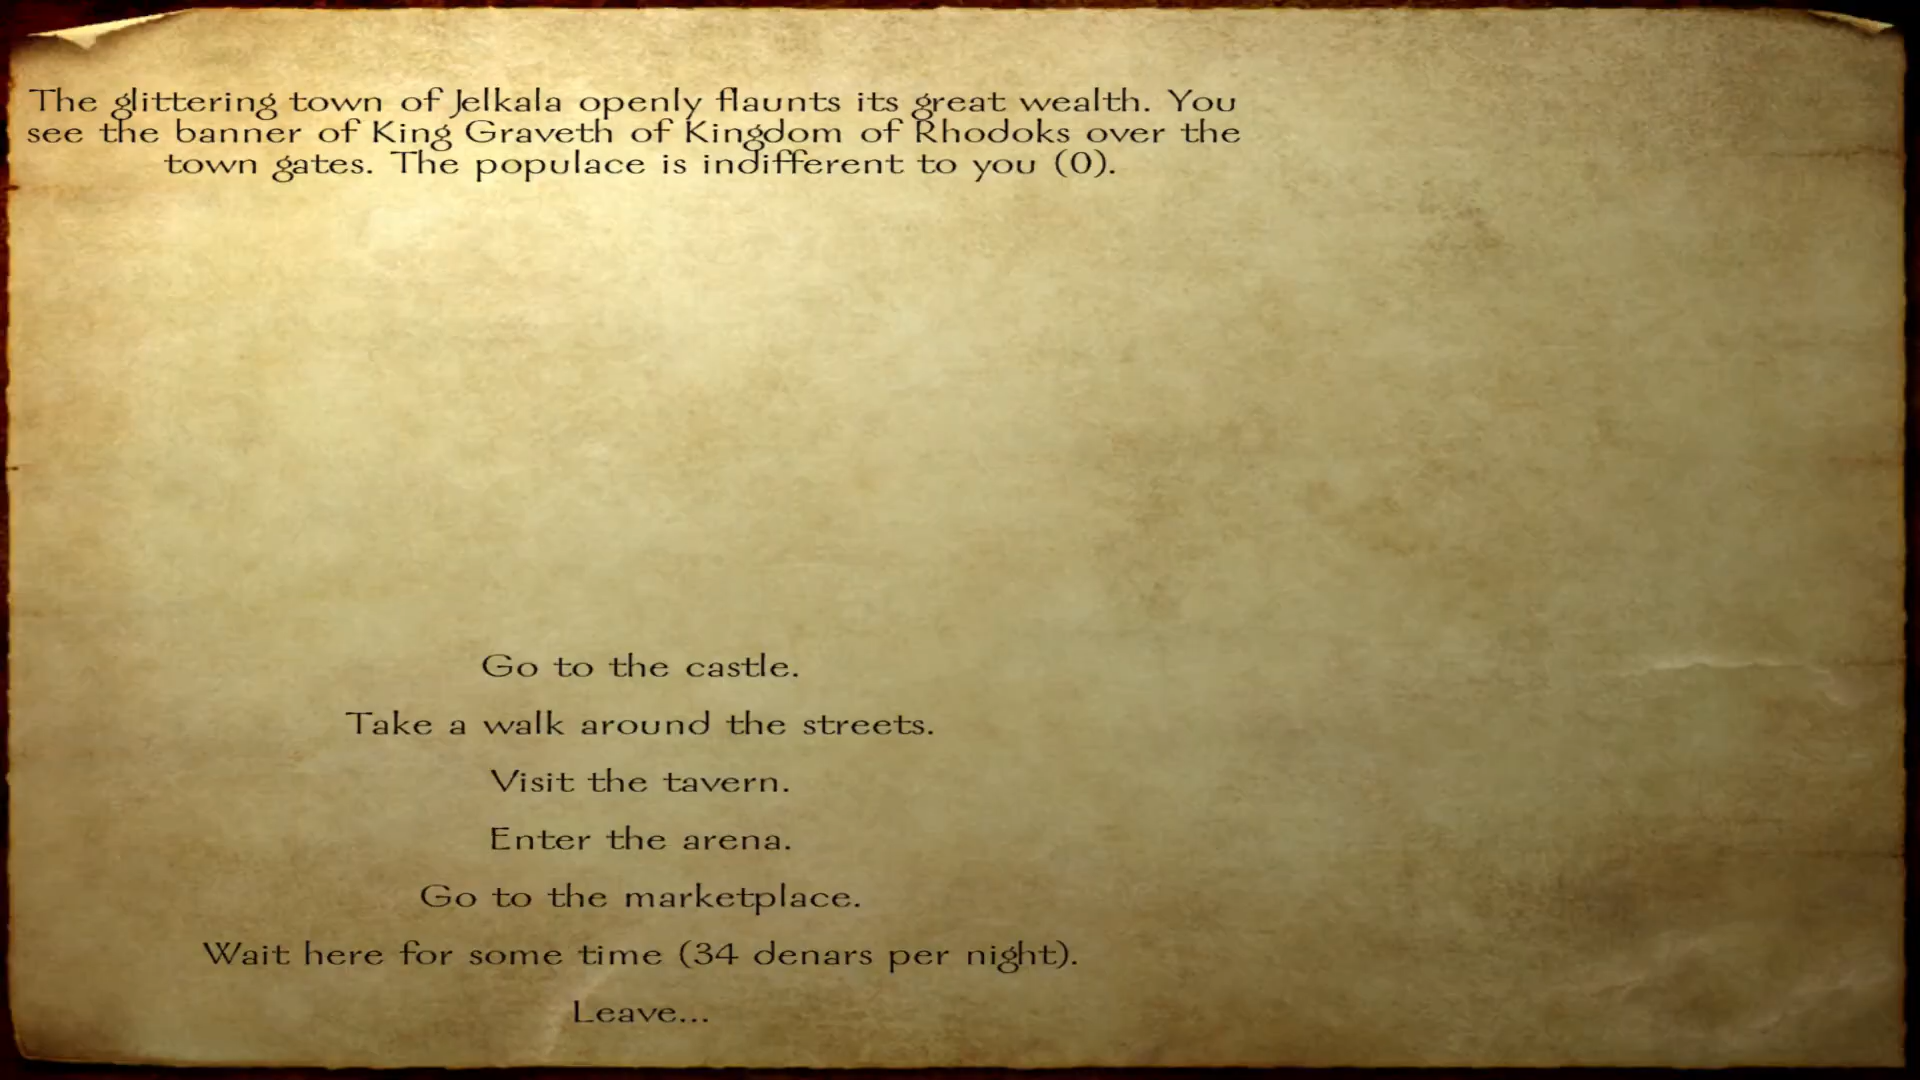 The glittering town of Jelkala openly flaunts its great wealth. You
see the banner of King Graveth of Kingdom of Rhodoks over the
town gates. The populace is indifferent to you (0).
Go to the castle.
Take a walk around the streets.
Visit the tavern.
Enter the arena.
Go to the marketplace.
Wait here for some time (34 denars per night).
Leave...